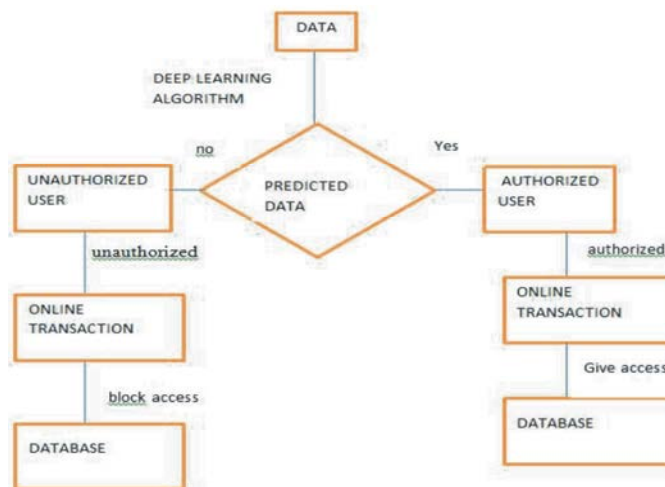 DATA
DEEP LEARNING
ALGORITHM
no
Yes
UNAUTHORIZED
USER
PREDICTED
DATA
AUTHORIZED
USER
unauthorized
authorized
ONLINE
TRANSACTION
ONLINE
TRANSACTION
block access
Give access
DATABASE
DATABASE